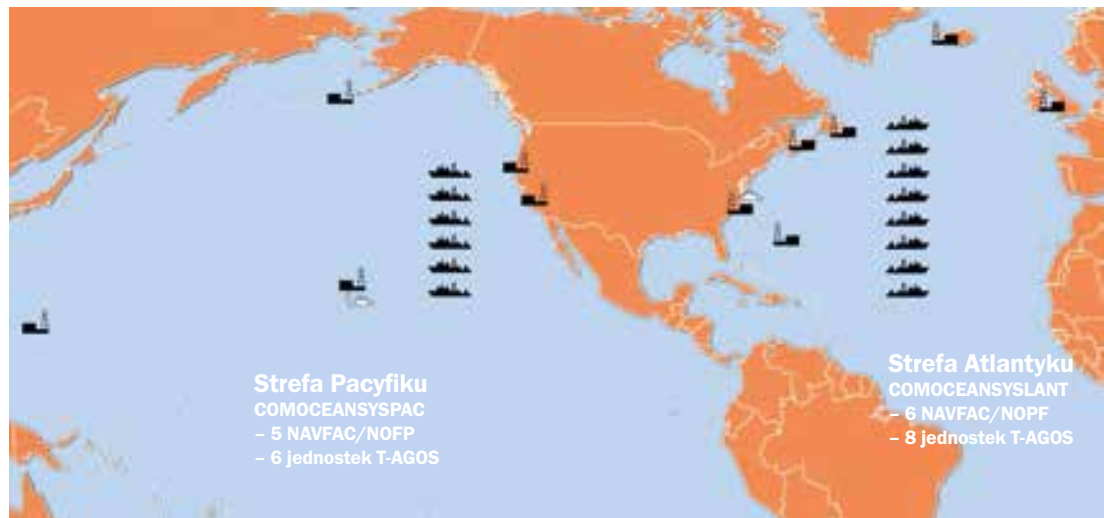 Strefa Pacyfiku
COMOCEANSYSPAC
– 5 NAVFAC/NOFP
– 6 jednostek T-AGOS
Strefa Atlantyku
COMOCEANSYSLANT
– 6 NAVFAC/NOPF
– 8 jednostek T-AGOS